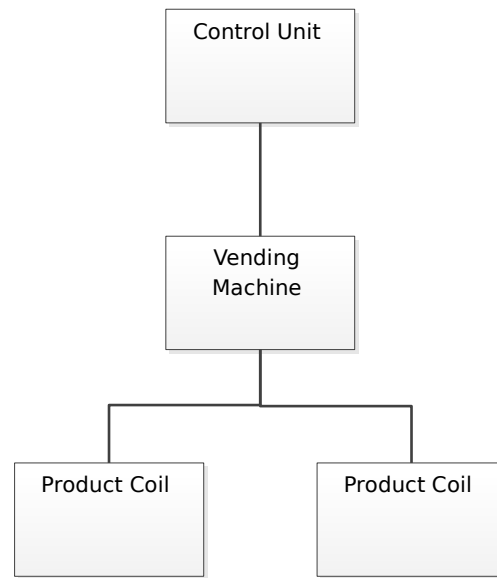 Control Unit
Vending
Machine
Product Coil
Product Coil